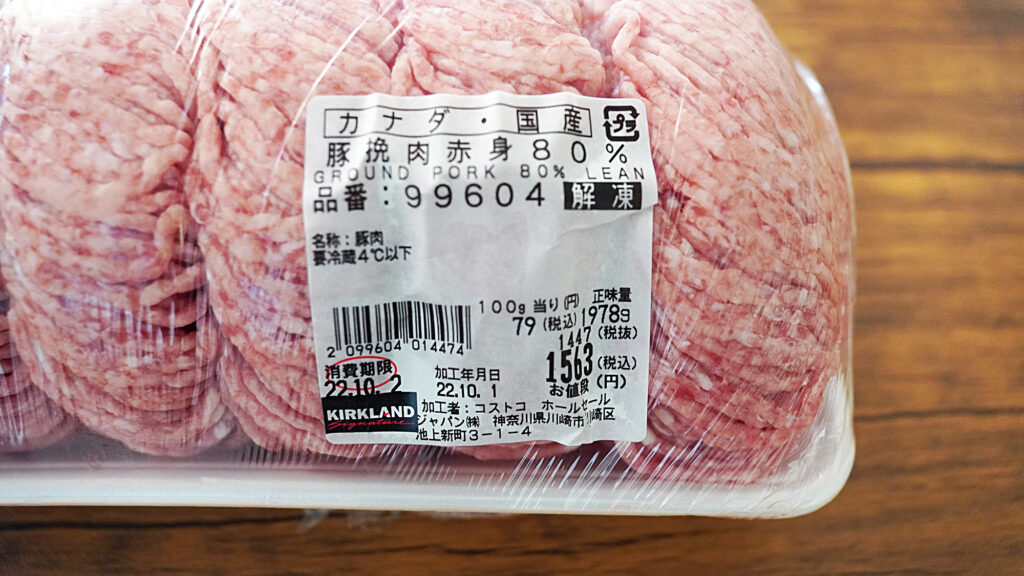 カナダ・国産
プラ
豚挽肉赤身80%
GROUND PORK 80% LEAN
品番:99604 解凍
名称:豚肉
要冷蔵4℃以下
100g当り(円) 正味量
79(税込) 1978g
1447(税抜)
1563(税込)
お値段(円)
2 099604 014474
消費期限 加工年月日
22.10. 2 22.10. 1
KIRKLAND
Signature
加工者:コストコ ホールセール
ジャパン㈱ 神奈川県川崎市川崎区
池上新町3-1-4